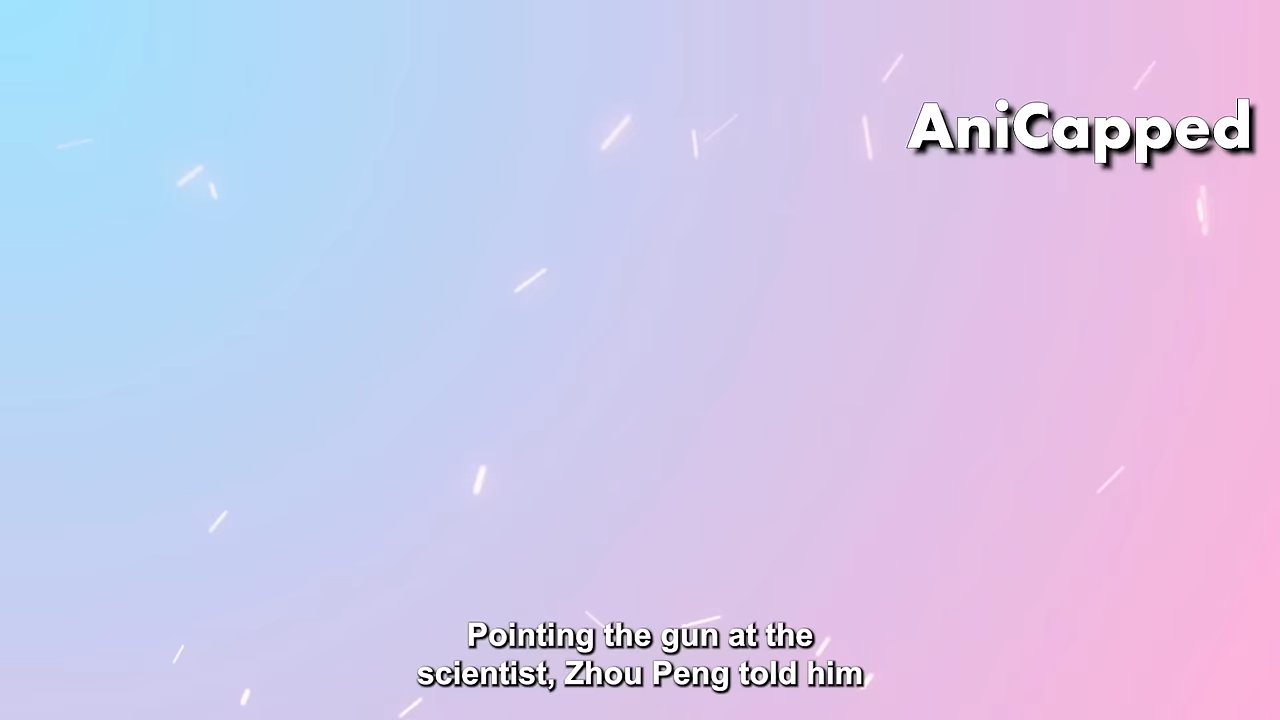 AniCapped
Pointing the gun at the
scientist, Zhou Peng told him